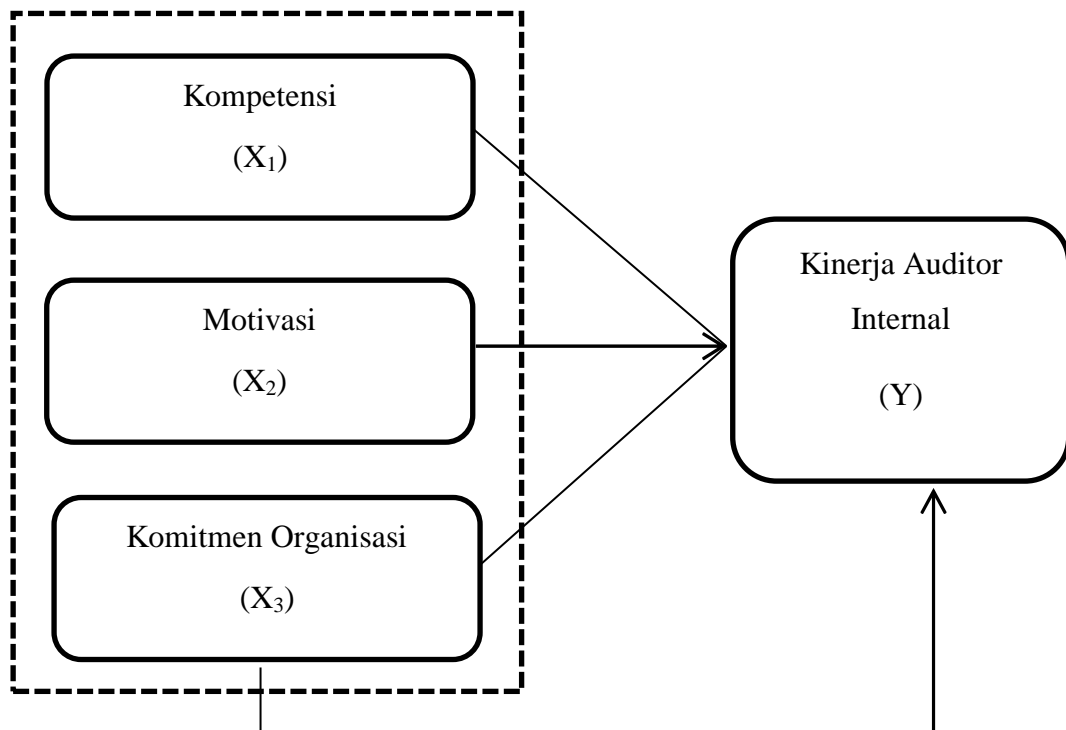 Kompetensi
(X₁)
Motivasi
(X₂)
Komitmen Organisasi
(X₃)
Kinerja Auditor
Internal
(Y)